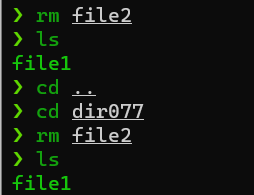 ❯ rm file2
❯ ls
file1
❯ cd ..
❯ cd dir077
❯ rm file2
❯ ls
file1